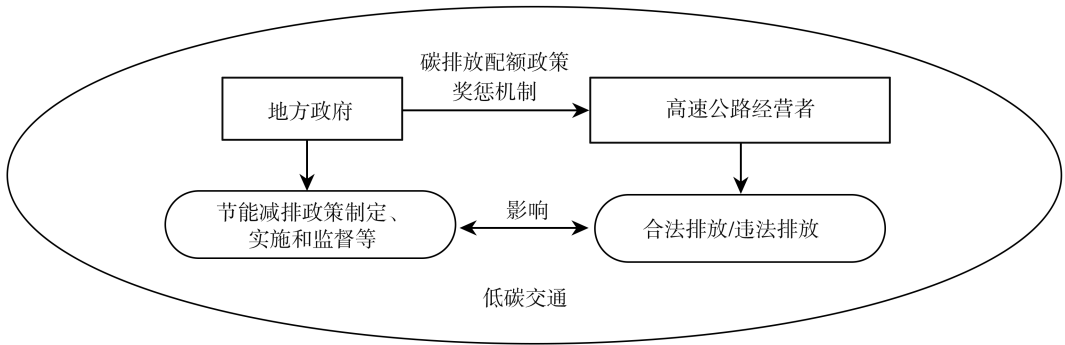 碳排放配额政策
奖惩机制
地方政府
高速公路经营者
节能减排政策制定、
实施和监督等
影响
合法排放/违法排放
低碳交通